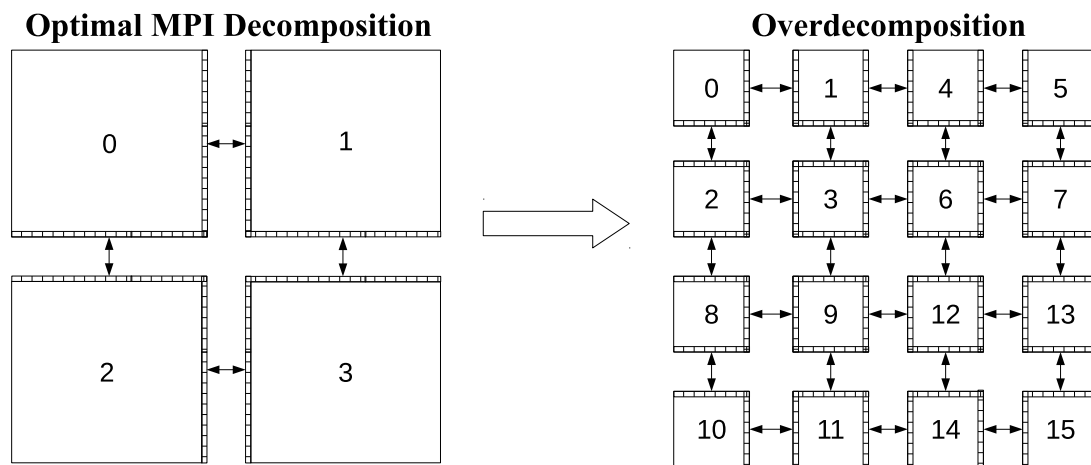 Optimal MPI Decomposition
Overdecomposition
0
1
2
3
0 1 4 5
2 3 6 7
8 9 12 13
10 11 14 15